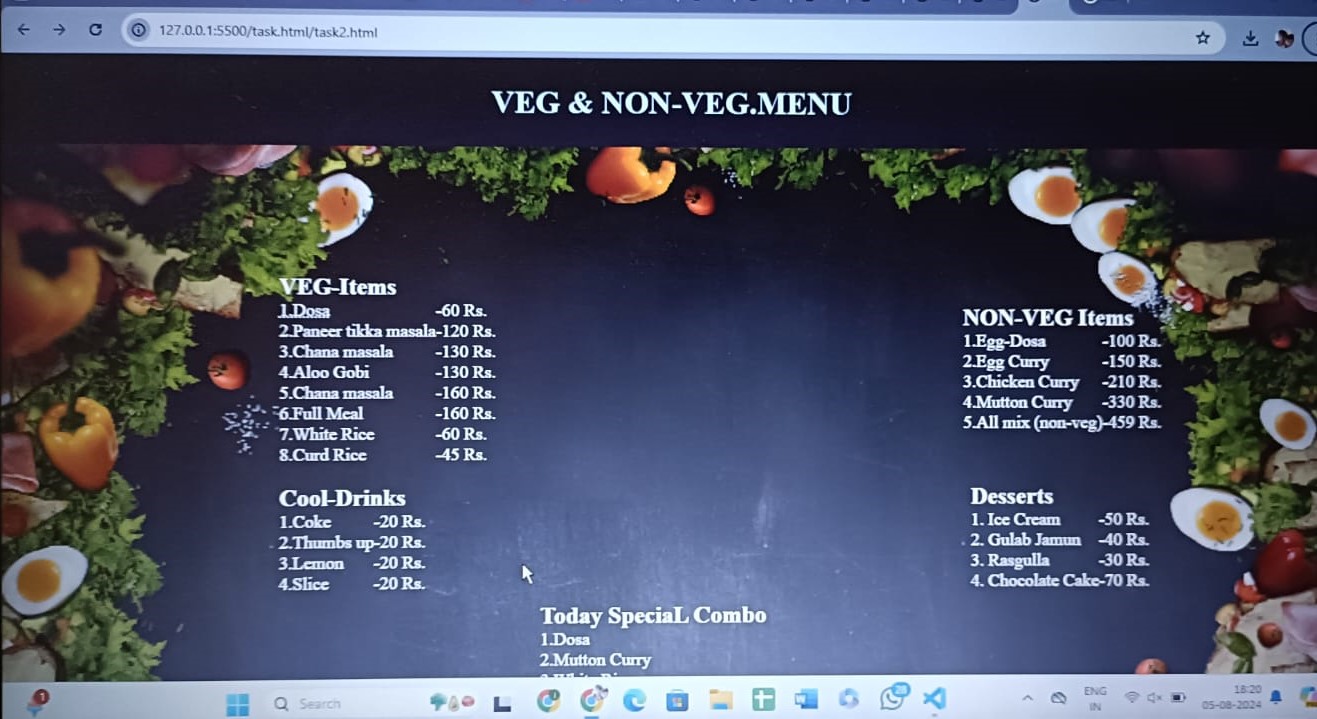 127.0.0.1:5500/task.html/task2.html
VEG & NON-VEG.MENU
VEG-Items
1.Dosa -60 Rs.
2.Paneer tikka masala-120 Rs.
3.Chana masala -130 Rs.
4.Aloo Gobi -130 Rs.
5.Chana masala -160 Rs.
6.Full Meal -160 Rs.
7.White Rice -60 Rs.
8.Curd Rice -45 Rs.
NON-VEG Items
1.Egg-Dosa -100 Rs.
2.Egg Curry -150 Rs.
3.Chicken Curry -210 Rs.
4.Mutton Curry -330 Rs.
5.All mix (non-veg)-459 Rs.
Cool-Drinks
1.Coke -20 Rs.
2.Thumbs up-20 Rs.
3.Lemon -20 Rs.
4.Slice -20 Rs.
Desserts
1. Ice Cream -50 Rs.
2. Gulab Jamun -40 Rs.
3. Rasgulla -30 Rs.
4. Chocolate Cake-70 Rs.
Today SpeciaL Combo
1.Dosa
2.Mutton Curry
1
Search
28
ENG
IN
18:20
05-08-2024